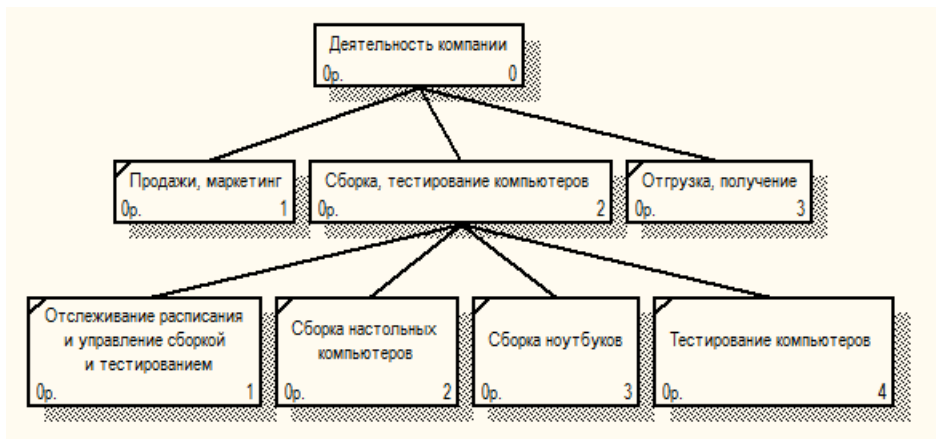 Деятельность компании
0р. 0
Продажи, маркетинг
0р. 1
Сборка, тестирование компьютеров
0р. 2
Отгрузка, получение
0р. 3
Отслеживание расписания
и управление сборкой
и тестированием
0р. 1
Сборка настольных
компьютеров
0р. 2
Сборка ноутбуков
0р. 3
Тестирование компьютеров
0р. 4